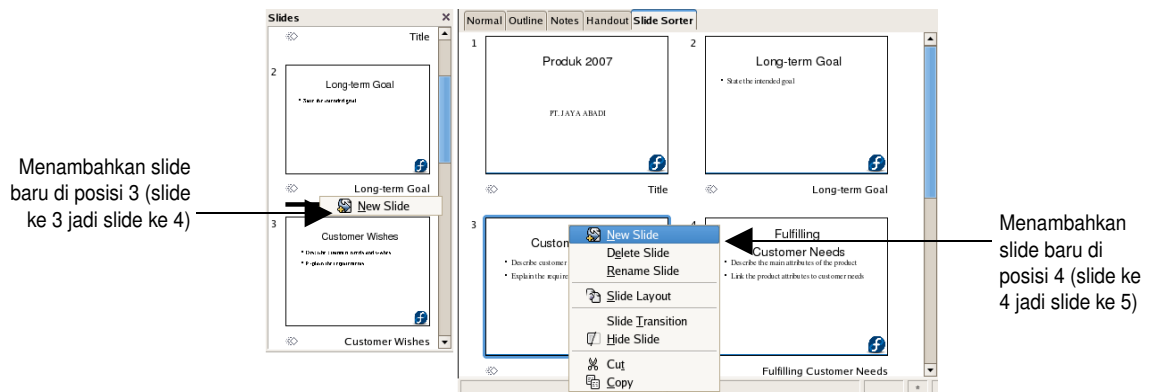 Menambahkan slide
baru di posisi 3 (slide
ke 3 jadi slide ke 4)
Slides
Title
2
Long-term Goal
State the intended goal
Long-term Goal
New Slide
3
Customer Wishes
Customer Wishes
Normal Outline Notes Handout Slide Sorter
1
Produk 2007
PT. JAYA ABADI
Title
2
Long-term Goal
State the intended goal
Long-term Goal
3
Custom
Describe customer
Explain the require
New Slide
Delete Slide
Rename Slide
Slide Layout
Slide Transition
Hide Slide
Cut
Copy
4
Fulfilling
Customer Needs
Describe the main attributes of the product
Link the product attributes to customer needs
Fulfilling Customer Needs
Menambahkan
slide baru di
posisi 4 (slide ke
4 jadi slide ke 5)